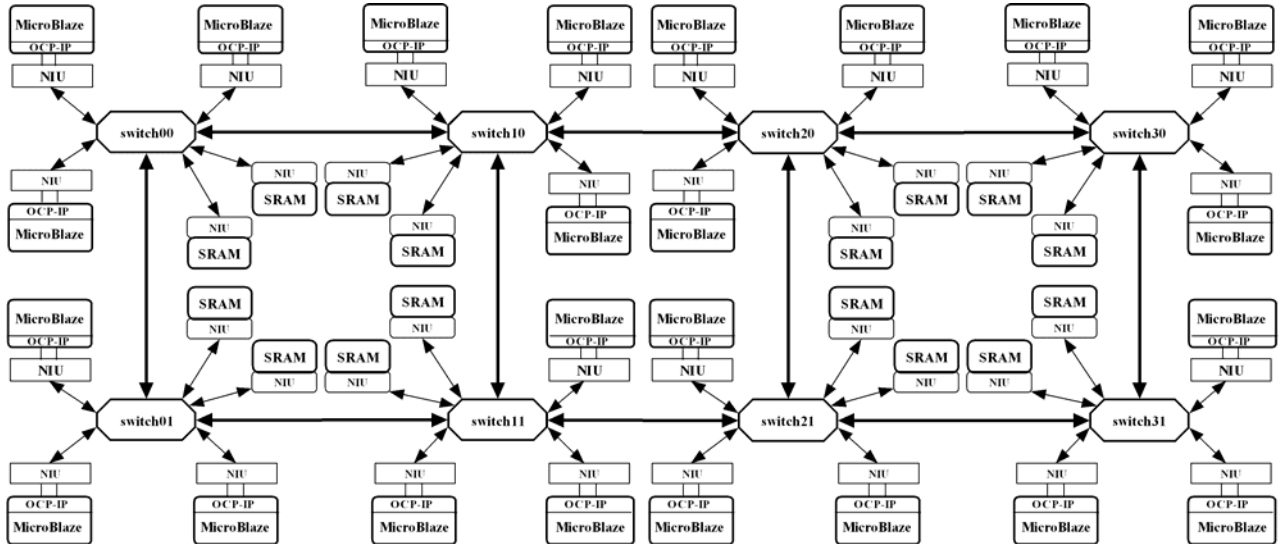 MicroBlaze MicroBlaze MicroBlaze MicroBlaze MicroBlaze MicroBlaze MicroBlaze MicroBlaze
OCP-IP OCP-IP OCP-IP OCP-IP OCP-IP OCP-IP OCP-IP OCP-IP
NIU NIU NIU NIU NIU NIU NIU NIU
switch00 switch10 switch20 switch30
NIU NIU NIU NIU NIU NIU NIU NIU
OCP-IP SRAM SRAM OCP-IP OCP-IP SRAM SRAM OCP-IP
MicroBlaze NIU NIU MicroBlaze MicroBlaze NIU NIU MicroBlaze
SRAM SRAM SRAM SRAM
SRAM SRAM SRAM SRAM
MicroBlaze NIU NIU MicroBlaze MicroBlaze NIU NIU MicroBlaze
OCP-IP OCP-IP OCP-IP OCP-IP
SRAM SRAM SRAM SRAM
NIU NIU NIU NIU NIU NIU NIU NIU
switch01 switch11 switch21 switch31
NIU NIU NIU NIU NIU NIU NIU NIU
OCP-IP OCP-IP OCP-IP OCP-IP OCP-IP OCP-IP OCP-IP OCP-IP
MicroBlaze MicroBlaze MicroBlaze MicroBlaze MicroBlaze MicroBlaze MicroBlaze MicroBlaze